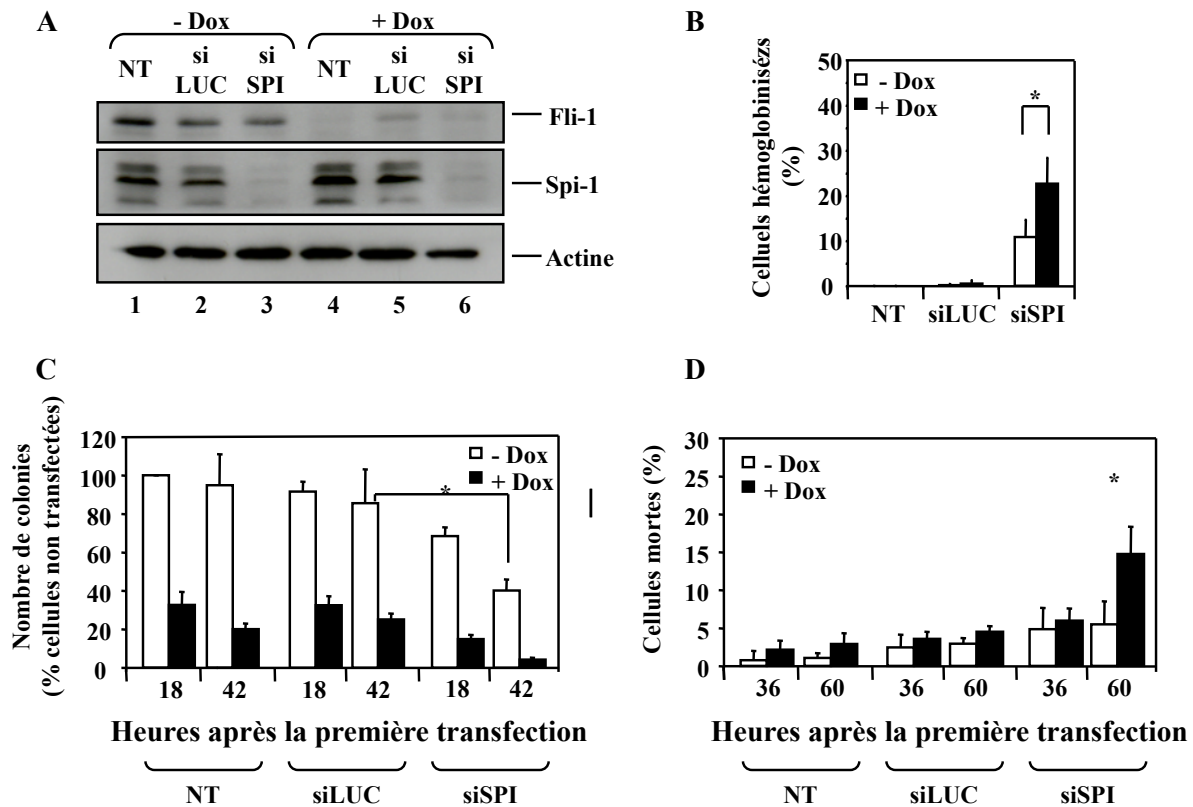 A
- Dox
+ Dox
NT
si
LUC
si
SPI
NT
si
LUC
si
SPI
Fli-1
Spi-1
Actine
1 2 3 4 5 6
B
Celluels hémoglobinisézs
(%)
50
40
30
20
10
0
- Dox
+ Dox
*
NT siLUC siSPI
C
Nombre de colonies
(% cellules non transfectées)
120
100
80
60
40
20
0
- Dox
+ Dox
*
18 42 18 42 18 42
Heures après la première transfection
NT siLUC siSPI
D
Cellules mortes (%)
30
25
20
15
10
5
0
- Dox
+ Dox
*
36 60 36 60 36 60
Heures après la première transfection
NT siLUC siSPI